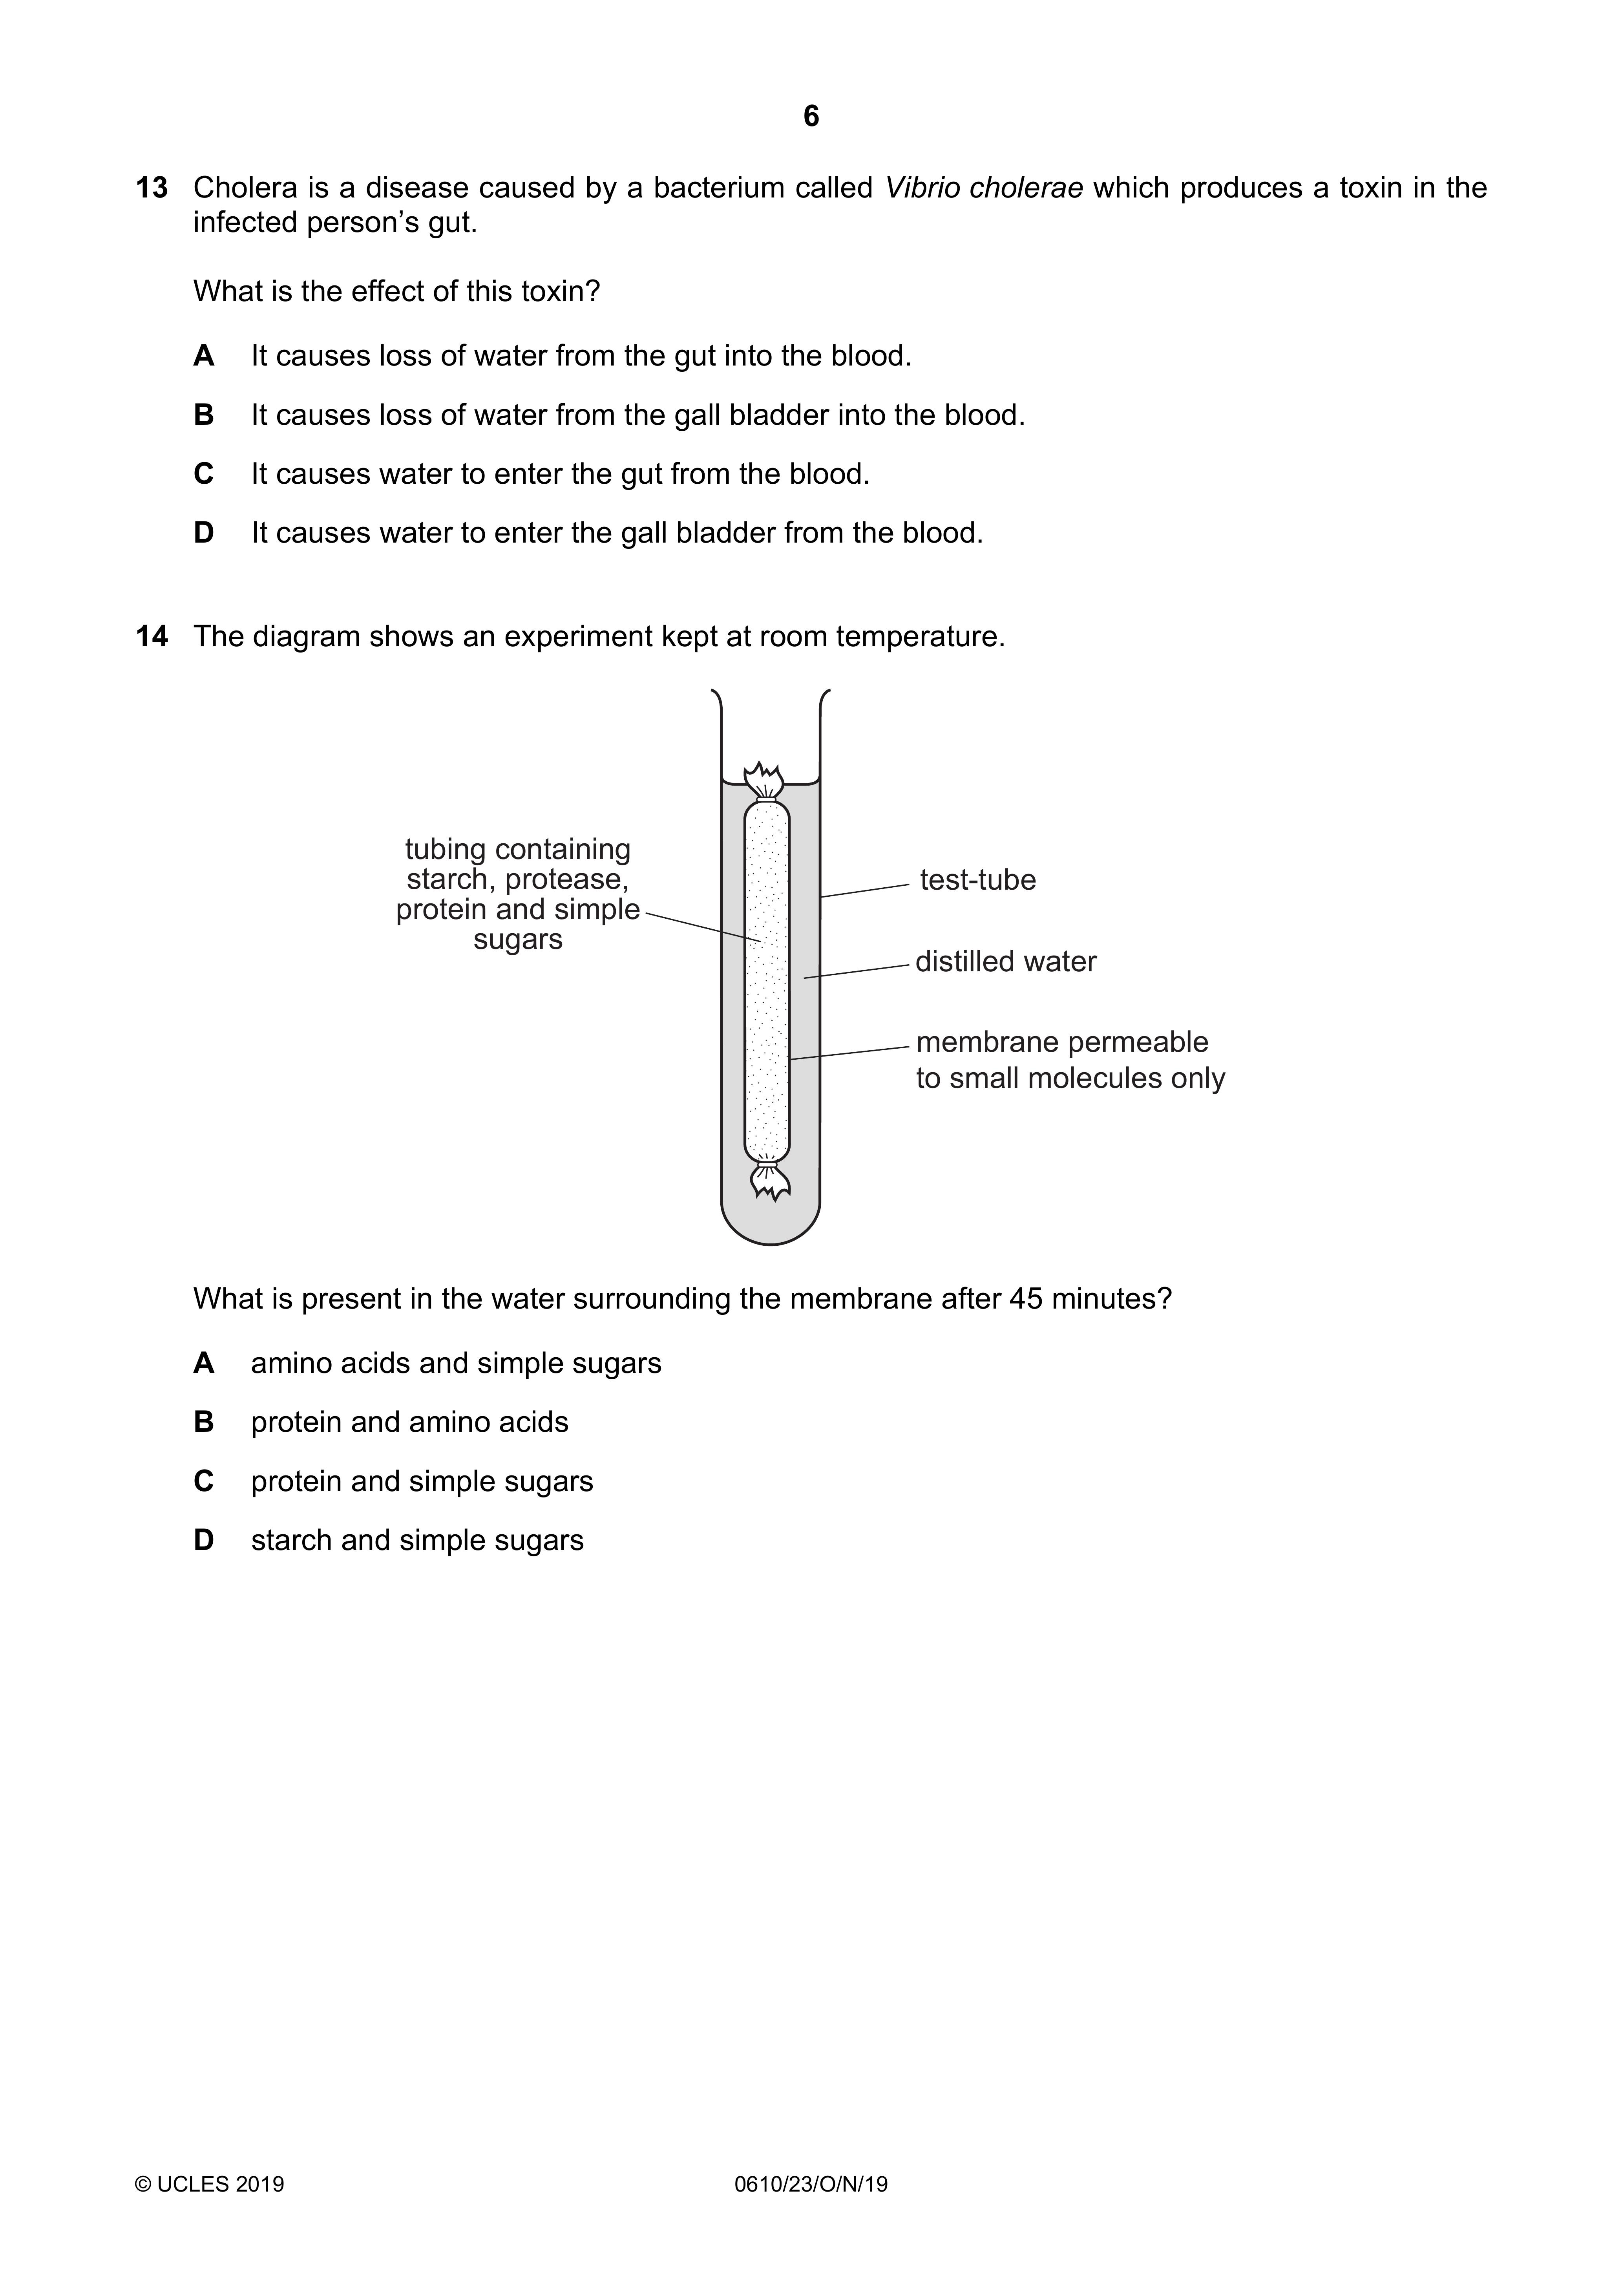 6
13 Cholera is a disease caused by a bacterium called Vibrio cholerae which produces a toxin in the
infected person's gut.
What is the effect of this toxin?
A It causes loss of water from the gut into the blood.
B It causes loss of water from the gall bladder into the blood.
C It causes water to enter the gut from the blood.
D It causes water to enter the gall bladder from the blood.
14 The diagram shows an experiment kept at room temperature.
tubing containing
starch, protease,
protein and simple
sugars
test-tube
distilled water
membrane permeable
to small molecules only
What is present in the water surrounding the membrane after 45 minutes?
A amino acids and simple sugars
B protein and amino acids
C protein and simple sugars
D starch and simple sugars
© UCLES 2019 0610/23/O/N/19